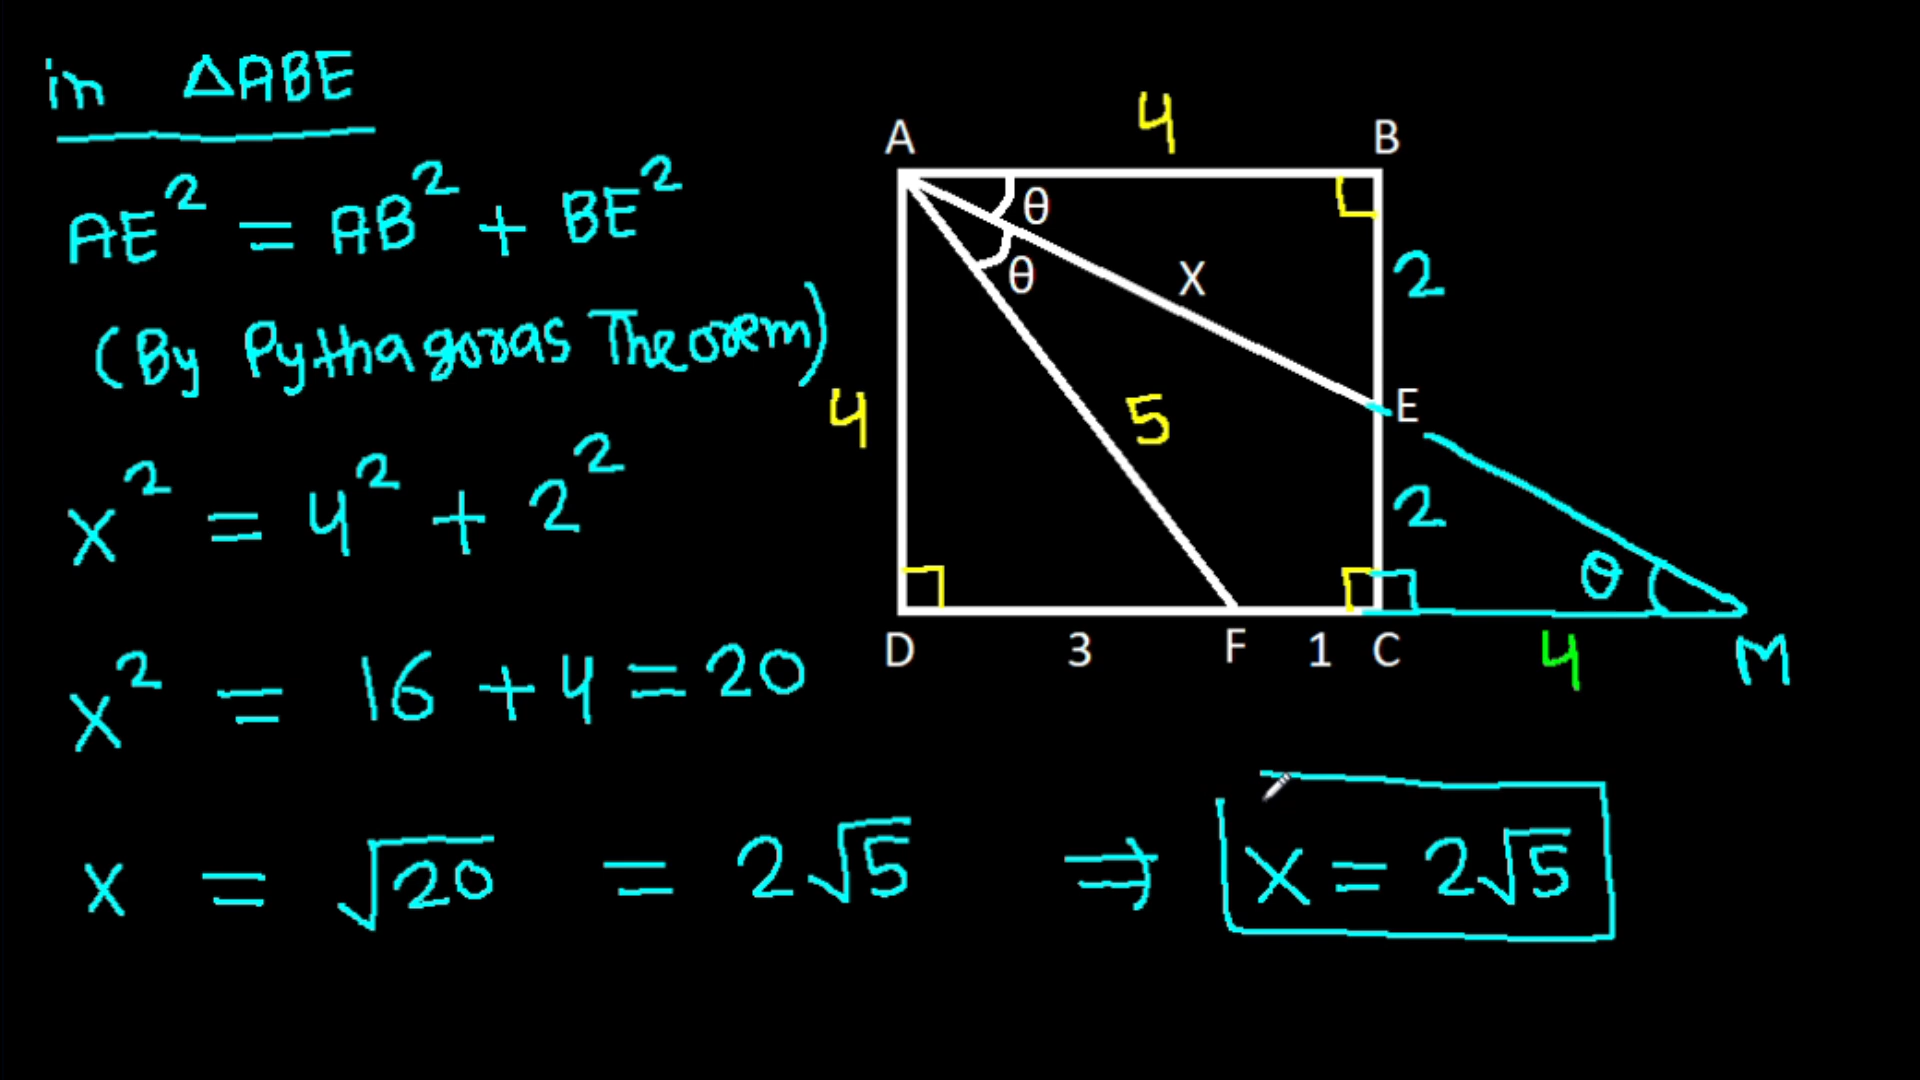 in △ABE
AE² = AB² + BE²
(By Pythagoras Theorem)
x² = 4² + 2²
x² = 16 + 4 = 20
x = √20 = 2√5 ⇒ x = 2√5
4
A B
θ
θ
X
2
4
5
E
2
θ
D 3 F 1 C 4 M